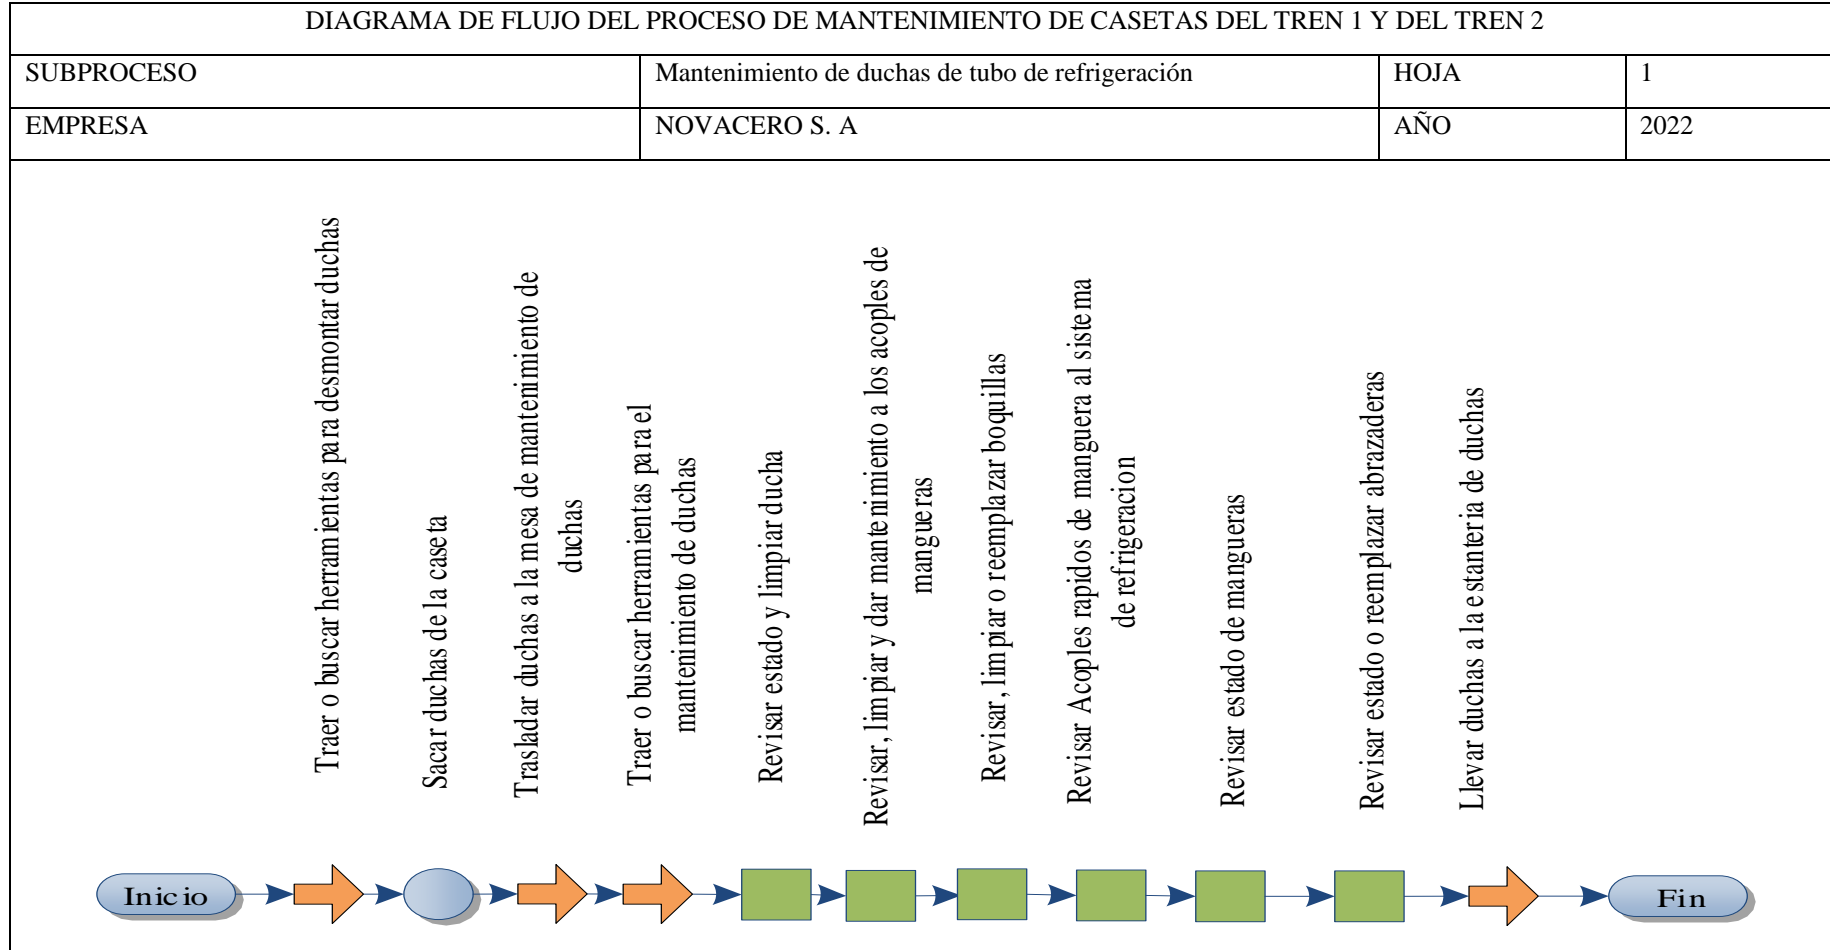 DIAGRAMA DE FLUJO DEL PROCESO DE MANTENIMIENTO DE CASETAS DEL TREN 1 Y DEL TREN 2
SUBPROCESO Mantenimiento de duchas de tubo de refrigeración HOJA 1
EMPRESA NOVACERO S. A AÑO 2022
Traer o buscar herramientas para desmontar duchas
Sacar duchas de la caseta
Trasladar duchas a la mesa de mantenimiento de
duchas
Traer o buscar herramientas para el
mantenimiento de duchas
Revisar estado y limpiar ducha
Revisar, limpiar y dar mantenimiento a los acoples de
mangueras
Revisar, limpiar o reemplazar boquillas
Revisar Acoples rapidos de manguera al sistema
de refrigeracion
Revisar estado de mangueras
Revisar estado o reemplazar abrazaderas
Llevar duchas a la estanteria de duchas
Inicio
Fin